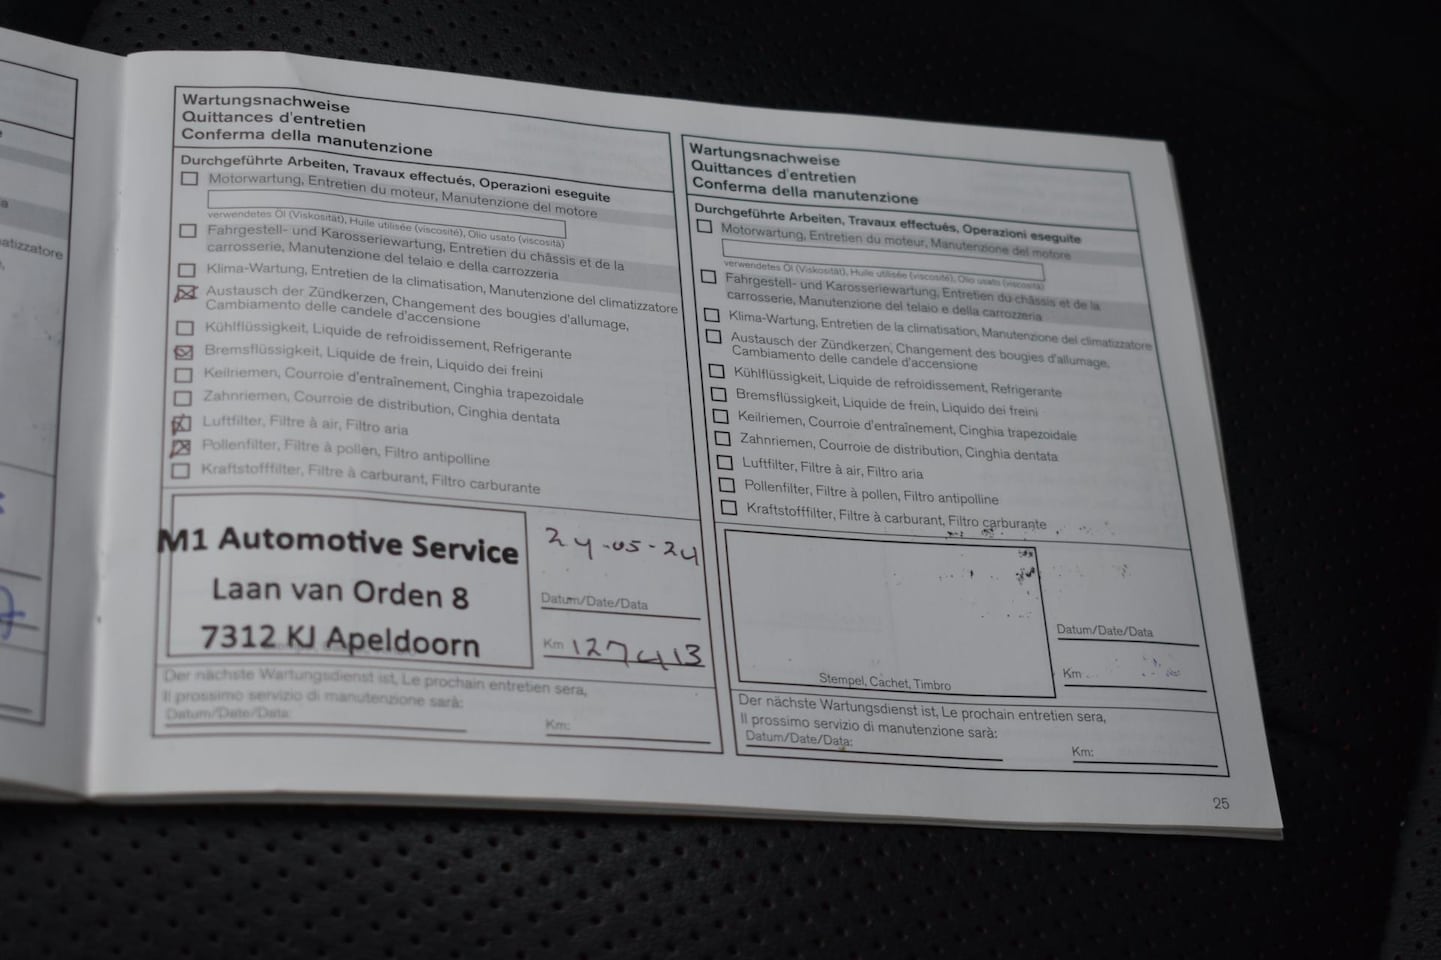 atizzatore
Wartungsnachweise
Quittances d'entretien
Conferma della manutenzione
Durchgeführte Arbeiten, Travaux effectués, Operazioni eseguite
Motorwartung, Entretien du moteur, Manutenzione del motore
verwendetes Öl (Viskosität), Huile utilisée (viscosité), Olio usato (viscosità)
Fahrgestell- und Karosseriewartung, Entretien du châssis et de la
carrosserie, Manutenzione del telaio e della carrozzeria
Klima-Wartung, Entretien de la climatisation, Manutenzione del climatizzatore
Austausch der Zündkerzen, Changement des bougies d'allumage,
Cambiamento delle candele d'accensione
Kühlflüssigkeit, Liquide de refroidissement, Refrigerante
Bremsflüssigkeit, Liquide de frein, Liquido dei freini
Keilriemen, Courroie d'entraînement, Cinghia trapezoidale
Zahnriemen, Courroie de distribution, Cinghia dentata
Luftfilter, Filtre à air, Filtro aria
Pollenfilter, Filtre à pollen, Filtro antipolline
Kraftstofffilter, Filtre à carburant, Filtro carburante
M1 Automotive Service
Laan van Orden 8
7312 KJ Apeldoorn
24-05-24
Datum/Date/Data
Km 127413
Der nächste Wartungsdienst ist, Le prochain entretien sera,
Il prossimo servizio di manutenzione sarà:
Datum/Date/Data:
Km:
Wartungsnachweise
Quittances d'entretien
Conferma della manutenzione
Durchgeführte Arbeiten, Travaux effectués, Operazioni eseguite
Motorwartung, Entretien du moteur, Manutenzione del motore
verwendetes Öl (Viskosität), Huile utilisée (viscosité), Olio usato (viscosità)
Fahrgestell- und Karosseriewartung, Entretien du châssis et de la
carrosserie, Manutenzione del telaio e della carrozzeria
Klima-Wartung, Entretien de la climatisation, Manutenzione del climatizzatore
Austausch der Zündkerzen, Changement des bougies d'allumage,
Cambiamento delle candele d'accensione
Kühlflüssigkeit, Liquide de refroidissement, Refrigerante
Bremsflüssigkeit, Liquide de frein, Liquido dei freini
Keilriemen, Courroie d'entraînement, Cinghia trapezoidale
Zahnriemen, Courroie de distribution, Cinghia dentata
Luftfilter, Filtre à air, Filtro aria
Pollenfilter, Filtre à pollen, Filtro antipolline
Kraftstofffilter, Filtre à carburant, Filtro carburante
Stempel, Cachet, Timbro
Datum/Date/Data
Km
Der nächste Wartungsdienst ist, Le prochain entretien sera,
Il prossimo servizio di manutenzione sarà:
Datum/Date/Data:
Km:
25